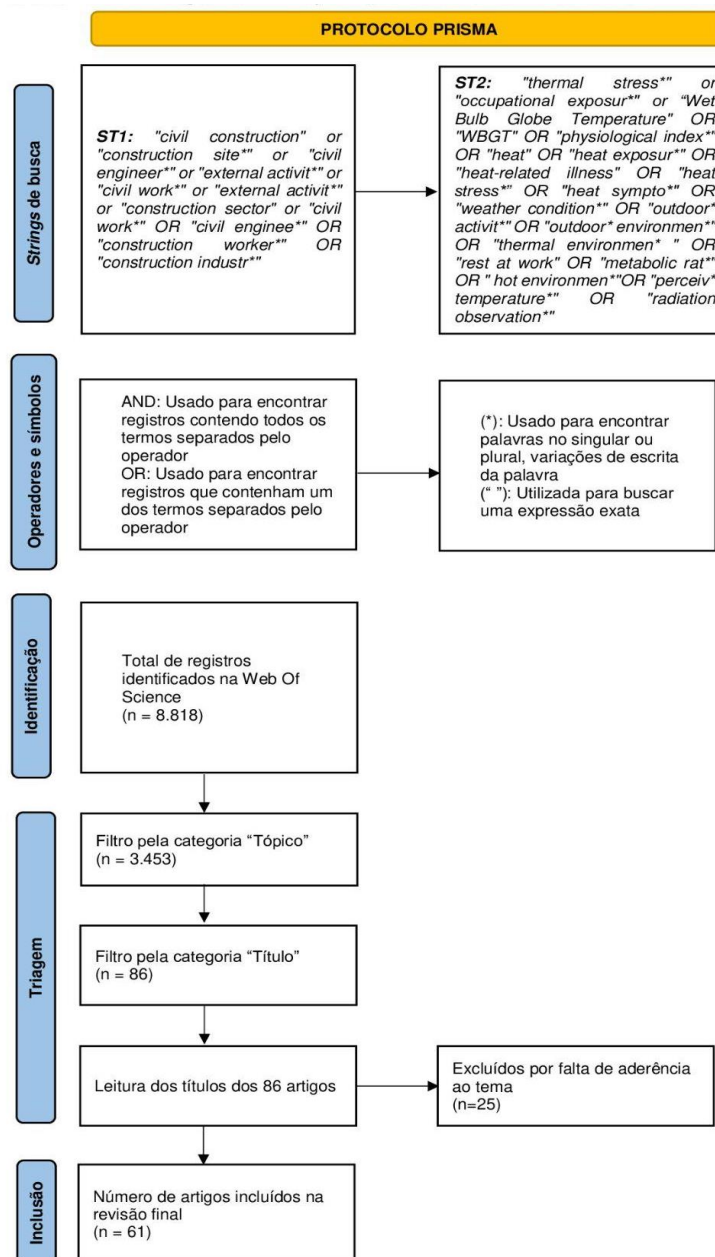 PROTOCOLO PRISMA
Strings de busca
ST1: "civil construction" or
"construction site*" or "civil
engineer*" or "external activit*" or
"civil work*" or "external activit*"
or "construction sector" or "civil
work*" OR "civil enginee*" OR
"construction worker*" OR
"construction industr*"
ST2: "thermal stress*" or
"occupational exposur*" or “Wet
Bulb Globe Temperature" OR
"WBGT" OR "physiological index*"
OR "heat" OR "heat exposur*" OR
"heat-related illness" OR "heat
stress*" OR "heat sympto*" OR
"weather condition*" OR "outdoor*
activit*" OR "outdoor* environmen*"
OR "thermal environmen* " OR
"rest at work" OR "metabolic rat*"
OR " hot environmen*"OR "perceiv*
temperature*" OR "radiation
observation*"
Operadores e símbolos
AND: Usado para encontrar
registros contendo todos os
termos separados pelo
operador
OR: Usado para encontrar
registros que contenham um
dos termos separados pelo
operador
(*): Usado para encontrar
palavras no singular ou
plural, variações de escrita
da palavra
(“ ”): Utilizada para buscar
uma expressão exata
Identificação
Total de registros
identificados na Web Of
Science
(n = 8.818)
Triagem
Filtro pela categoria “Tópico”
(n = 3.453)
Filtro pela categoria “Título”
(n = 86)
Leitura dos títulos dos 86 artigos
Excluídos por falta de aderência
ao tema
(n=25)
Inclusão
Número de artigos incluídos na
revisão final
(n = 61)